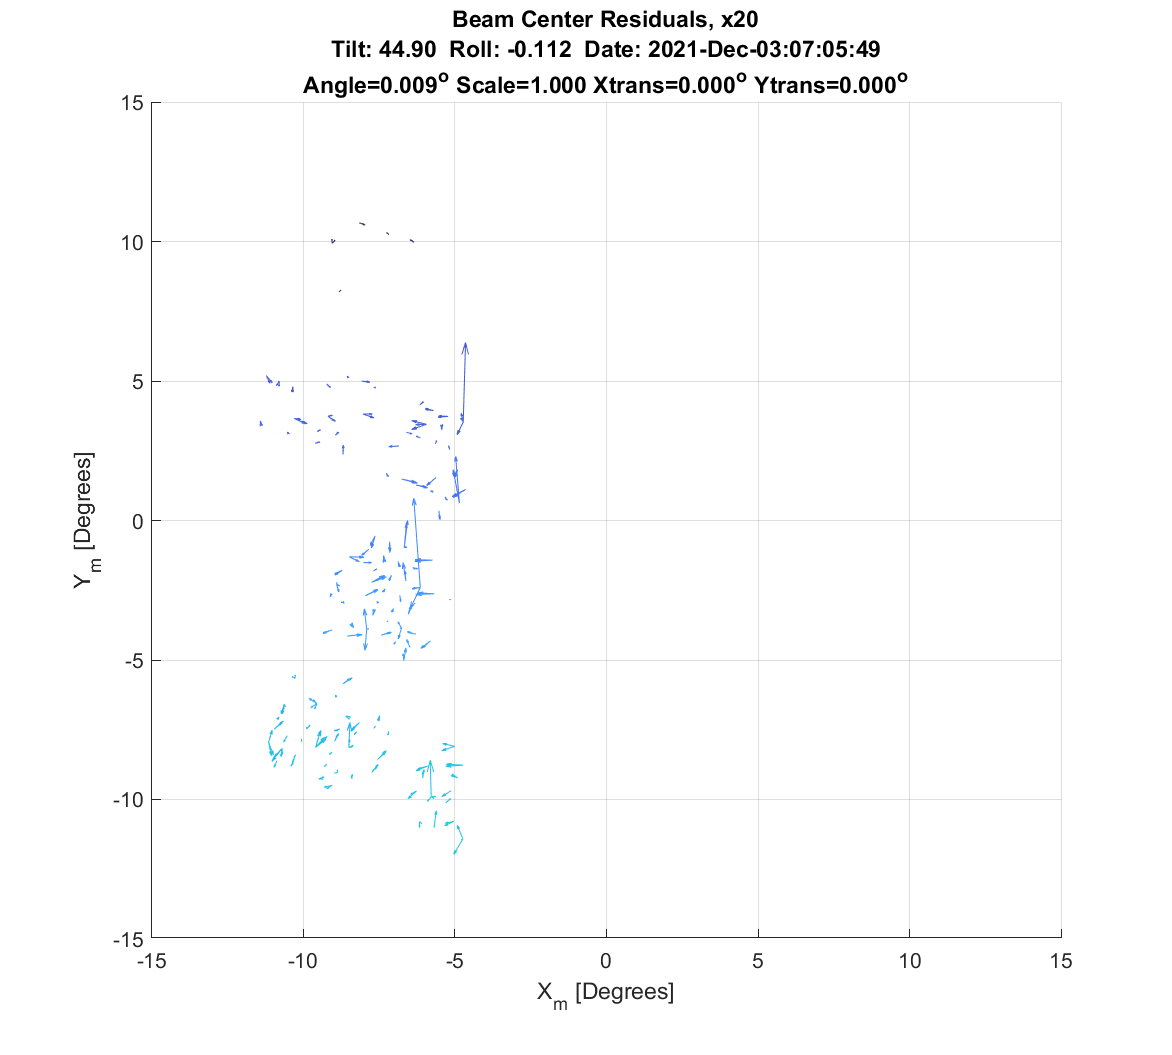 Beam Center Residuals, x20
Tilt: 44.90 Roll: -0.112 Date: 2021-Dec-03:07:05:49
Angle=0.009° Scale=1.000 Xtrans=0.000° Ytrans=0.000°
15
10
5
0
-5
-10
-15
Y_m [Degrees]
-15 -10 -5 0 5 10 15
X_m [Degrees]